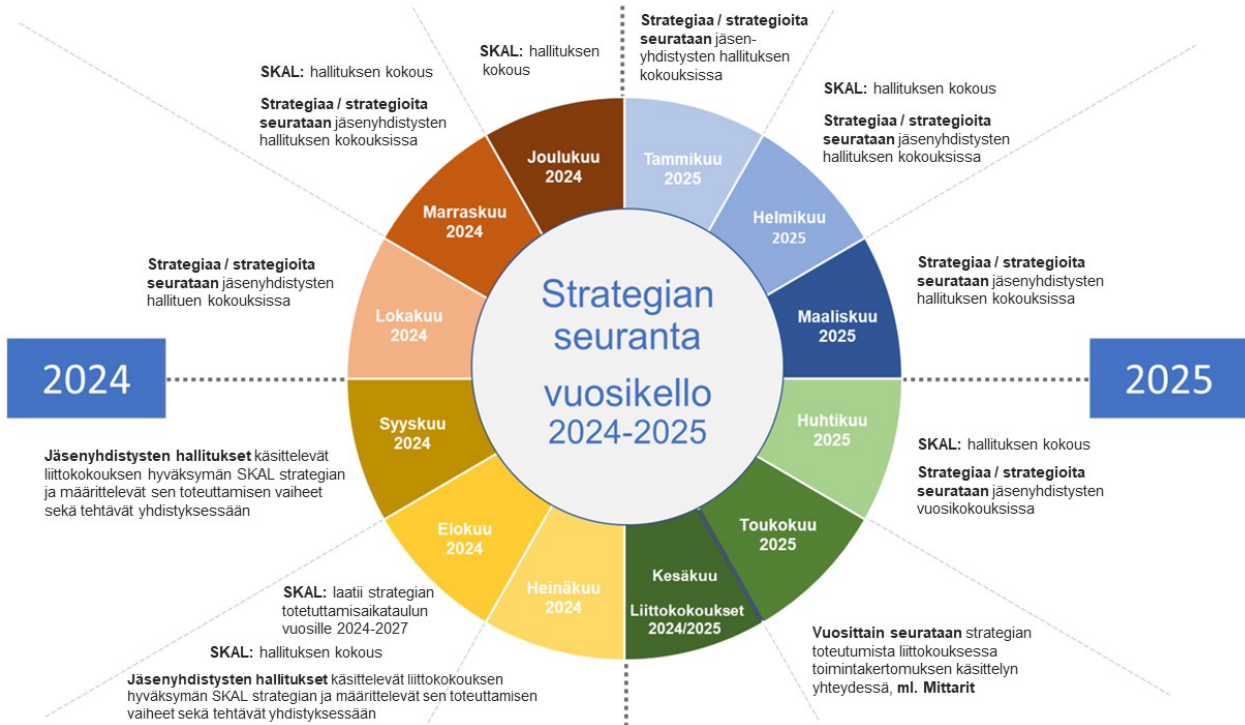 SKAL: hallituksen
kokous
Strategiaa / strategioita
seurataan jäsen-
yhdistysten hallituksen
kokouksissa
SKAL: hallituksen kokous
Strategiaa / strategioita
seurataan jäsenyhdistysten
hallituksen kokouksissa
SKAL: hallituksen kokous
Strategiaa / strategioita
seurataan jäsenyhdistysten
hallituksen kokouksissa
Joulukuu
2024
Tammikuu
2025
Marraskuu
2024
Helmikuu
2025
Strategiaa / strategioita
seurataan jäsenyhdistysten
hallituen kokouksissa
Strategiaa / strategioita
seurataan jäsenyhdistysten
hallituksen kokouksissa
Lokakuu
2024
Maaliskuu
2025
Strategian
seuranta
vuosikello
2024-2025
2024
2025
Syyskuu
2024
Huhtikuu
2025
Jäsenyhdistysten hallitukset käsittelevät
liittokokouksen hyväksymän SKAL strategian
ja määrittelevät sen toteuttamisen vaiheet
sekä tehtävät yhdistyksessään
SKAL: hallituksen kokous
Strategiaa / strategioita
seurataan jäsenyhdistysten
vuosikokouksissa
Elokuu
2024
Toukokuu
2025
Heinäkuu
2024
Kesäkuu
Liittokokoukset
2024/2025
SKAL: laatii strategian
totetuttamisaikataulun
vuosille 2024-2027
SKAL: hallituksen kokous
Jäsenyhdistysten hallitukset käsittelevät liittokokouksen
hyväksymän SKAL strategian ja määrittelevät sen toteuttamisen
vaiheet sekä tehtävät yhdistyksessään
Vuosittain seurataan strategian
toteutumista liittokouksessa
toimintakertomuksen käsittelyn
yhteydessä, ml. Mittarit